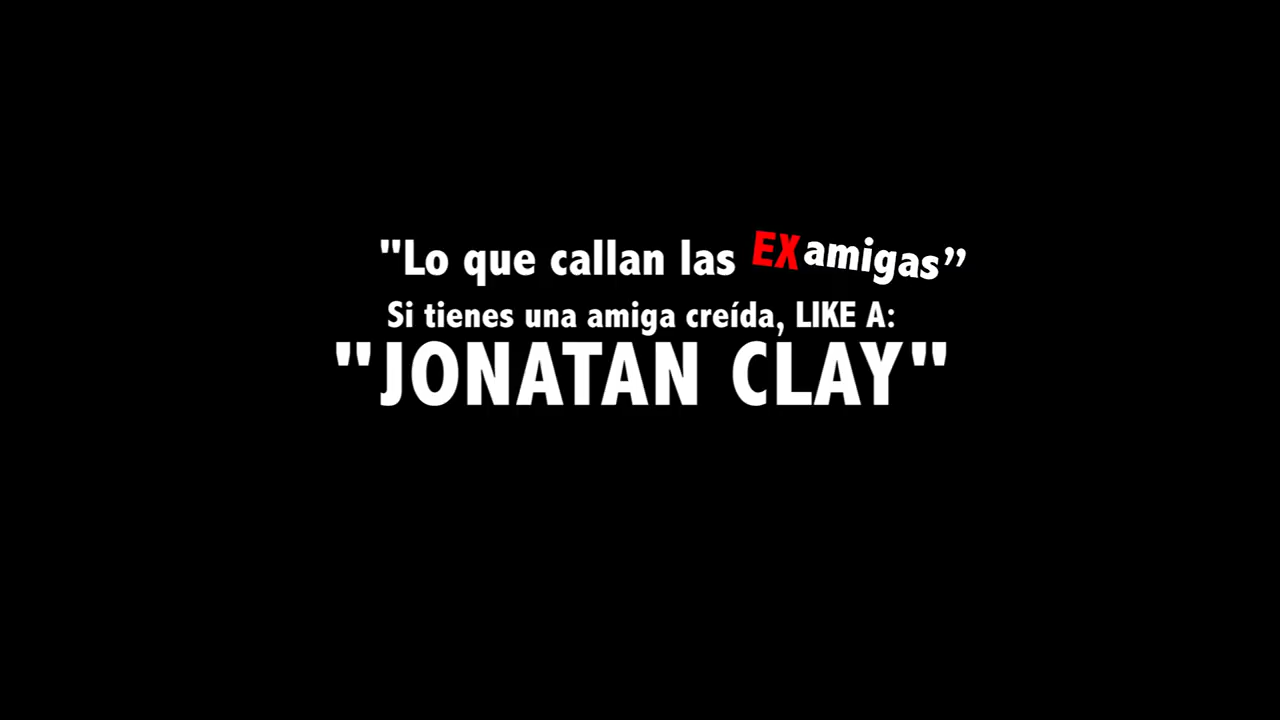 "Lo que callan las EXamigas”
Si tienes una amiga creída, LIKE A:
"JONATAN CLAY"